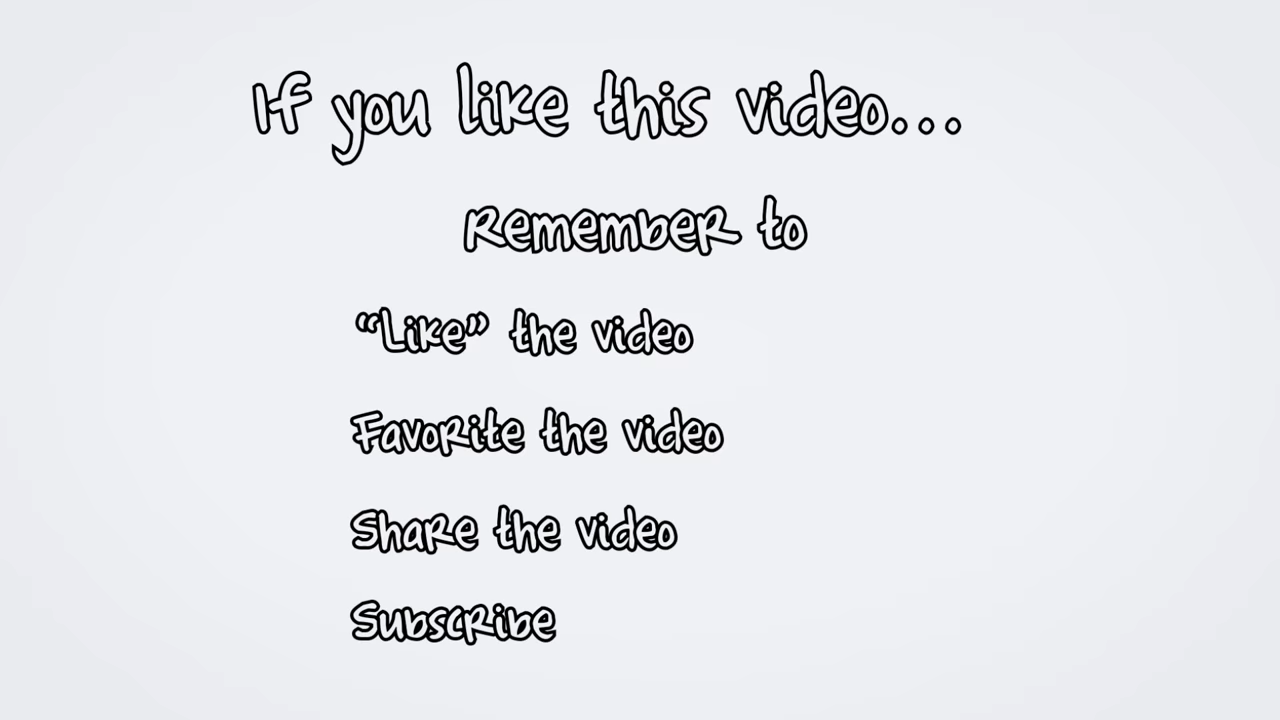 If you like this video...
Remember to
“Like” the video
Favorite the video
Share the video
Subscribe